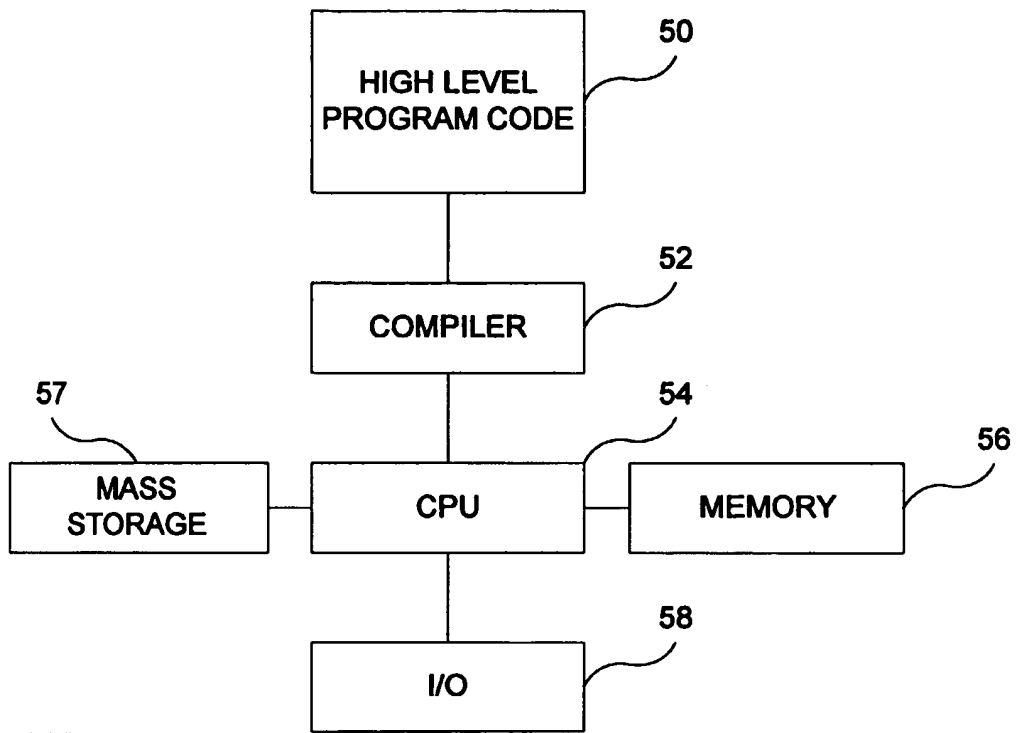 50
HIGH LEVEL
PROGRAM CODE
52
COMPILER
57
54
56
MASS
STORAGE
CPU
MEMORY
58
I/O